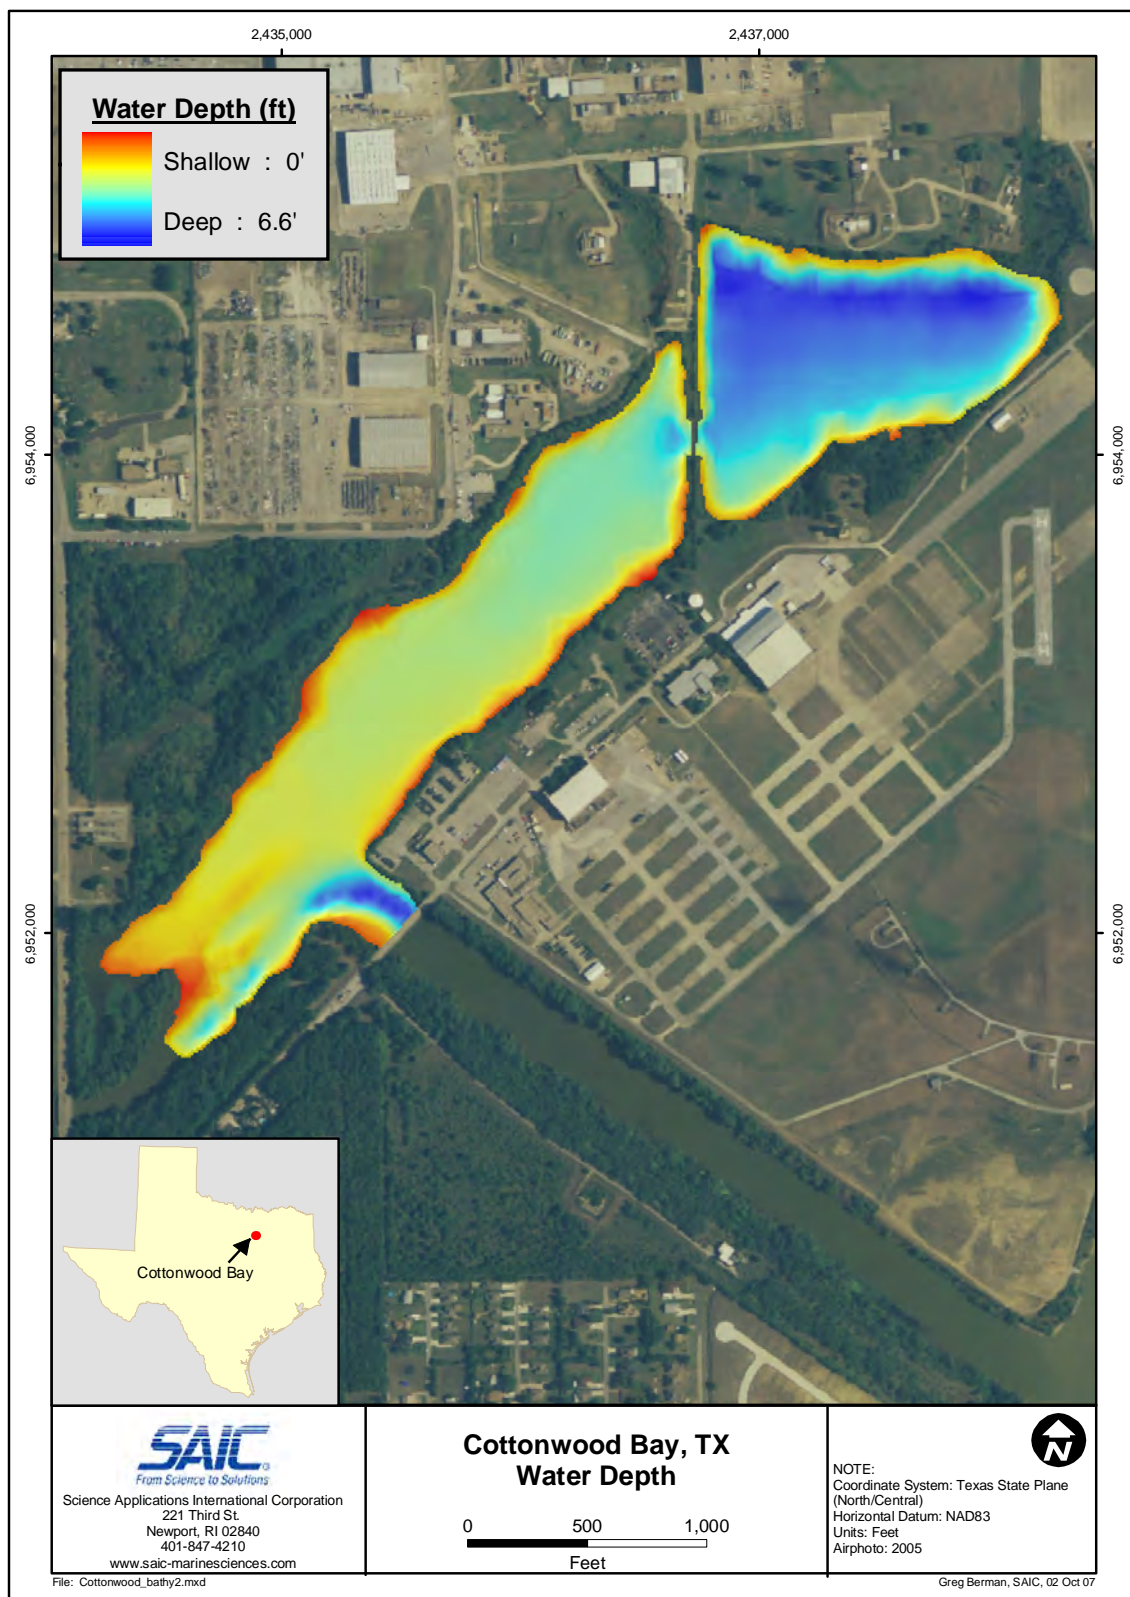 2,435,000
2,437,000
Water Depth (ft)
Shallow : 0'
Deep : 6.6'
6,954,000
6,954,000
6,952,000
6,952,000
Cottonwood Bay
SAIC
From Science to Solutions
Science Applications International Corporation
221 Third St.
Newport, RI 02840
401-847-4210
www.saic-marinesciences.com
Cottonwood Bay, TX
Water Depth
0 500 1,000
Feet
N
NOTE:
Coordinate System: Texas State Plane
(North/Central)
Horizontal Datum: NAD83
Units: Feet
Airphoto: 2005
File: Cottonwood_bathy2.mxd
Greg Berman, SAIC, 02 Oct 07